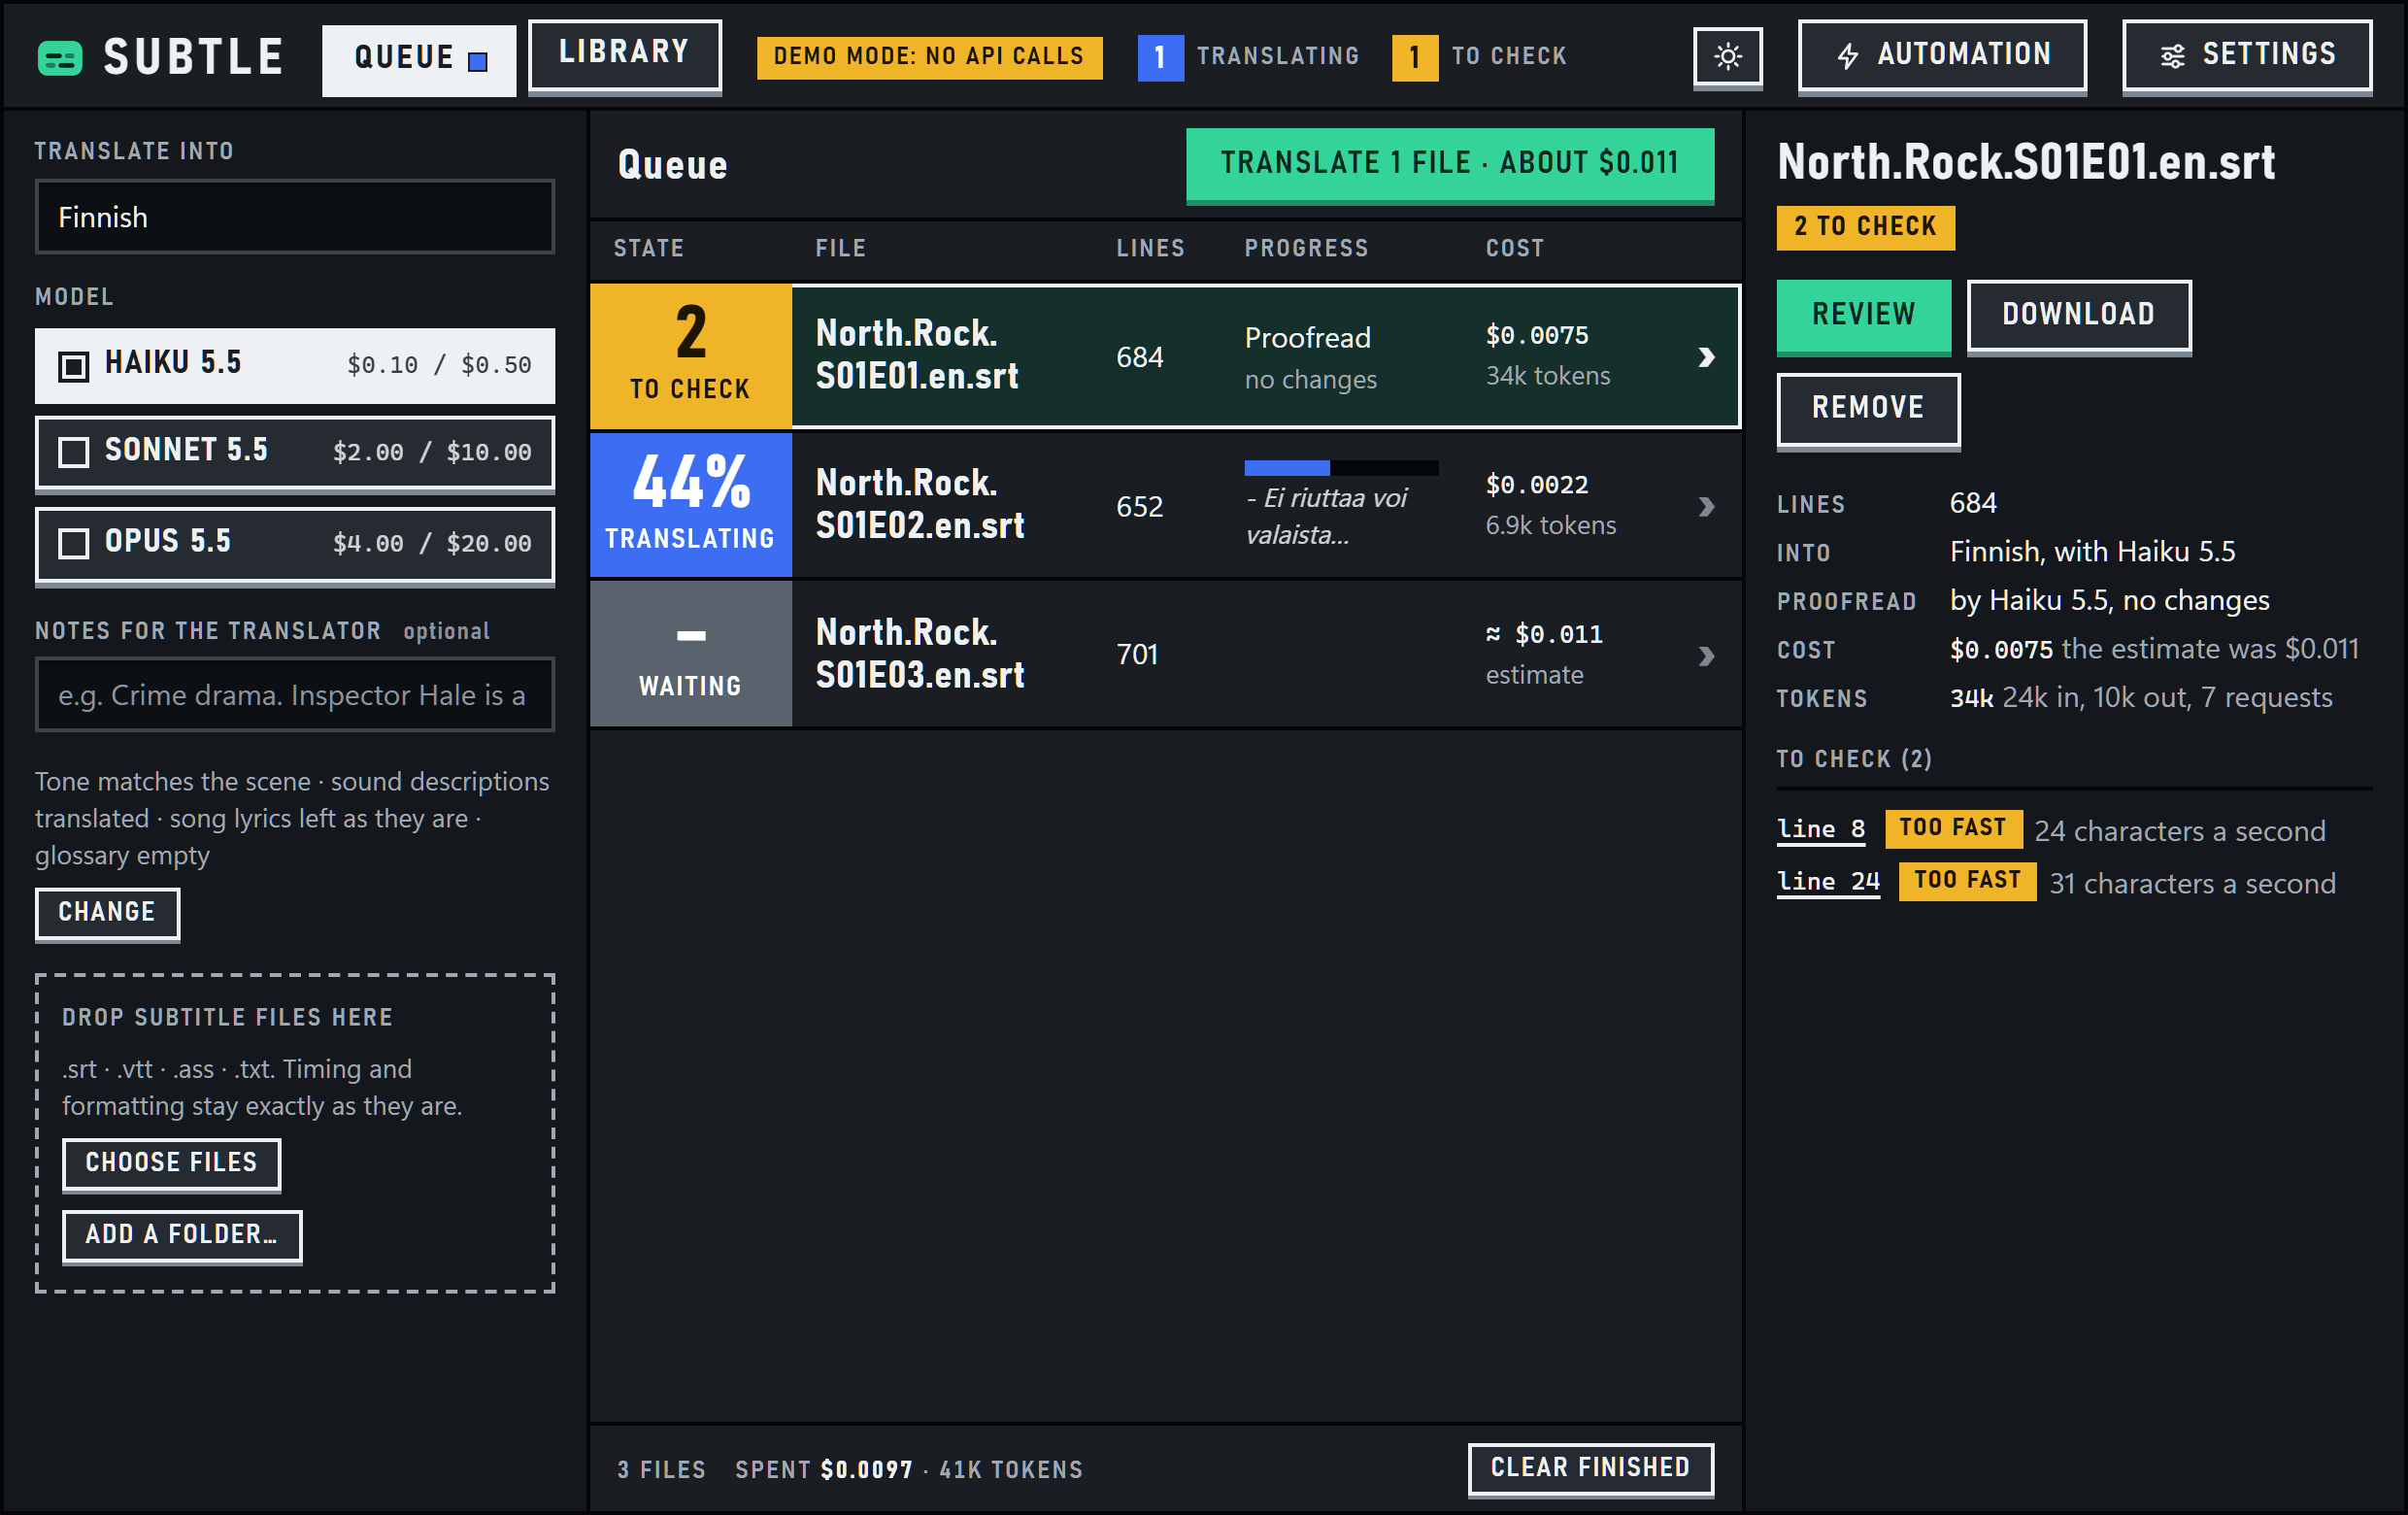 SUBTLE
QUEUE
LIBRARY
DEMO MODE: NO API CALLS
1 TRANSLATING
1 TO CHECK
AUTOMATION
SETTINGS
TRANSLATE INTO
Finnish
MODEL
HAIKU 5.5 $0.10 / $0.50
SONNET 5.5 $2.00 / $10.00
OPUS 5.5 $4.00 / $20.00
NOTES FOR THE TRANSLATOR optional
e.g. Crime drama. Inspector Hale is a
Tone matches the scene · sound descriptions
translated · song lyrics left as they are ·
glossary empty
CHANGE
DROP SUBTITLE FILES HERE
.srt · .vtt · .ass · .txt. Timing and
formatting stay exactly as they are.
CHOOSE FILES
ADD A FOLDER…
Queue
TRANSLATE 1 FILE · ABOUT $0.011
STATE FILE LINES PROGRESS COST
2
TO CHECK
North.Rock.
S01E01.en.srt
684
Proofread
no changes
$0.0075
34k tokens
44%
TRANSLATING
North.Rock.
S01E02.en.srt
652
- Ei riuttaa voi
valaista…
$0.0022
6.9k tokens
–
WAITING
North.Rock.
S01E03.en.srt
701
≈ $0.011
estimate
3 FILES SPENT $0.0097 · 41K TOKENS
CLEAR FINISHED
North.Rock.S01E01.en.srt
2 TO CHECK
REVIEW
DOWNLOAD
REMOVE
LINES 684
INTO Finnish, with Haiku 5.5
PROOFREAD by Haiku 5.5, no changes
COST $0.0075 the estimate was $0.011
TOKENS 34k 24k in, 10k out, 7 requests
TO CHECK (2)
line 8 TOO FAST 24 characters a second
line 24 TOO FAST 31 characters a second